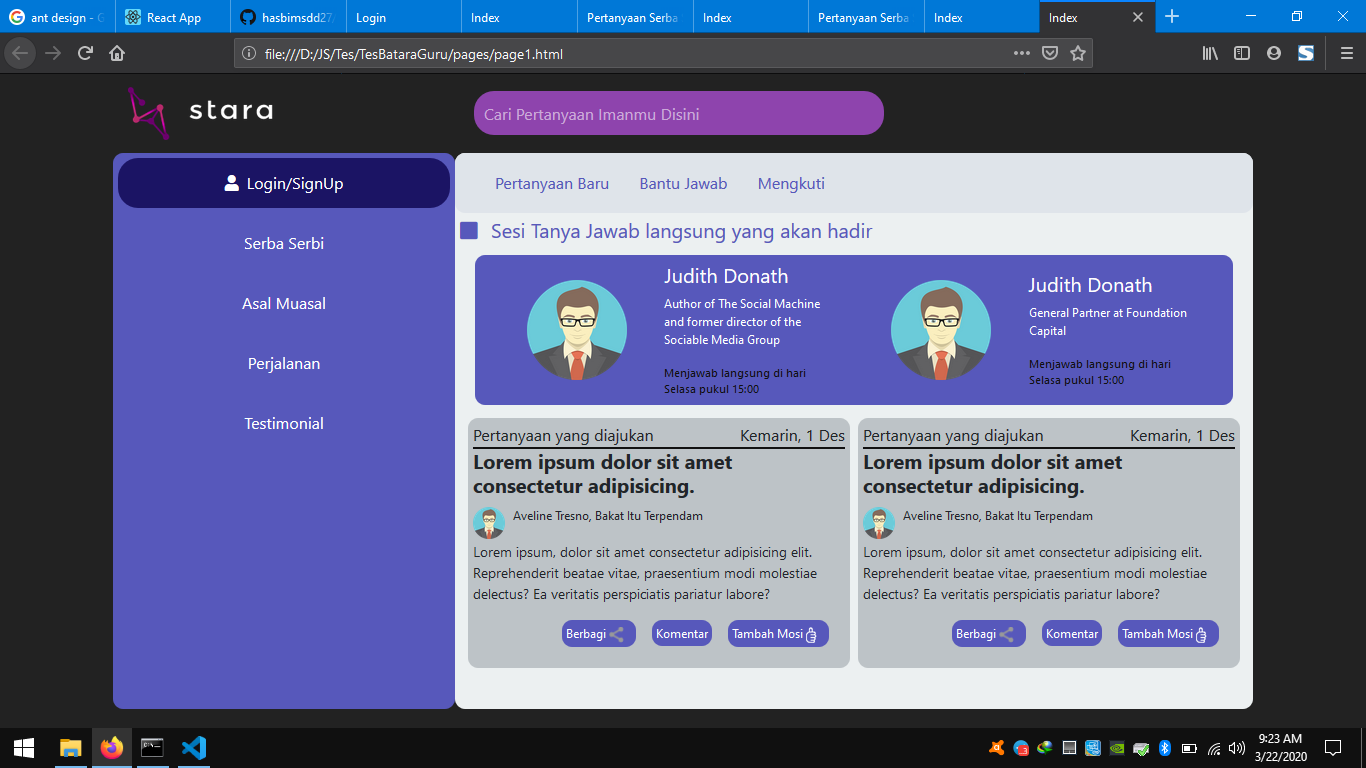 ant design - G
React App
hasbimsdd27
Login
Index
Pertanyaan Serba
Index
Pertanyaan Serba
Index
Index
file:///D:/JS/Tes/TesBataraGuru/pages/page1.html
stara
Cari Pertanyaan Imanmu Disini
Login/SignUp
Serba Serbi
Asal Muasal
Perjalanan
Testimonial
Pertanyaan Baru
Bantu Jawab
Mengkuti
Sesi Tanya Jawab langsung yang akan hadir
Judith Donath
Author of The Social Machine
and former director of the
Sociable Media Group
Menjawab langsung di hari
Selasa pukul 15:00
Judith Donath
General Partner at Foundation
Capital
Menjawab langsung di hari
Selasa pukul 15:00
Pertanyaan yang diajukan
Kemarin, 1 Des
Lorem ipsum dolor sit amet
consectetur adipisicing.
Aveline Tresno, Bakat Itu Terpendam
Lorem ipsum, dolor sit amet consectetur adipisicing elit.
Reprehenderit beatae vitae, praesentium modi molestiae
delectus? Ea veritatis perspiciatis pariatur labore?
Berbagi
Komentar
Tambah Mosi
Pertanyaan yang diajukan
Kemarin, 1 Des
Lorem ipsum dolor sit amet
consectetur adipisicing.
Aveline Tresno, Bakat Itu Terpendam
Lorem ipsum, dolor sit amet consectetur adipisicing elit.
Reprehenderit beatae vitae, praesentium modi molestiae
delectus? Ea veritatis perspiciatis pariatur labore?
Berbagi
Komentar
Tambah Mosi
9:23 AM
3/22/2020